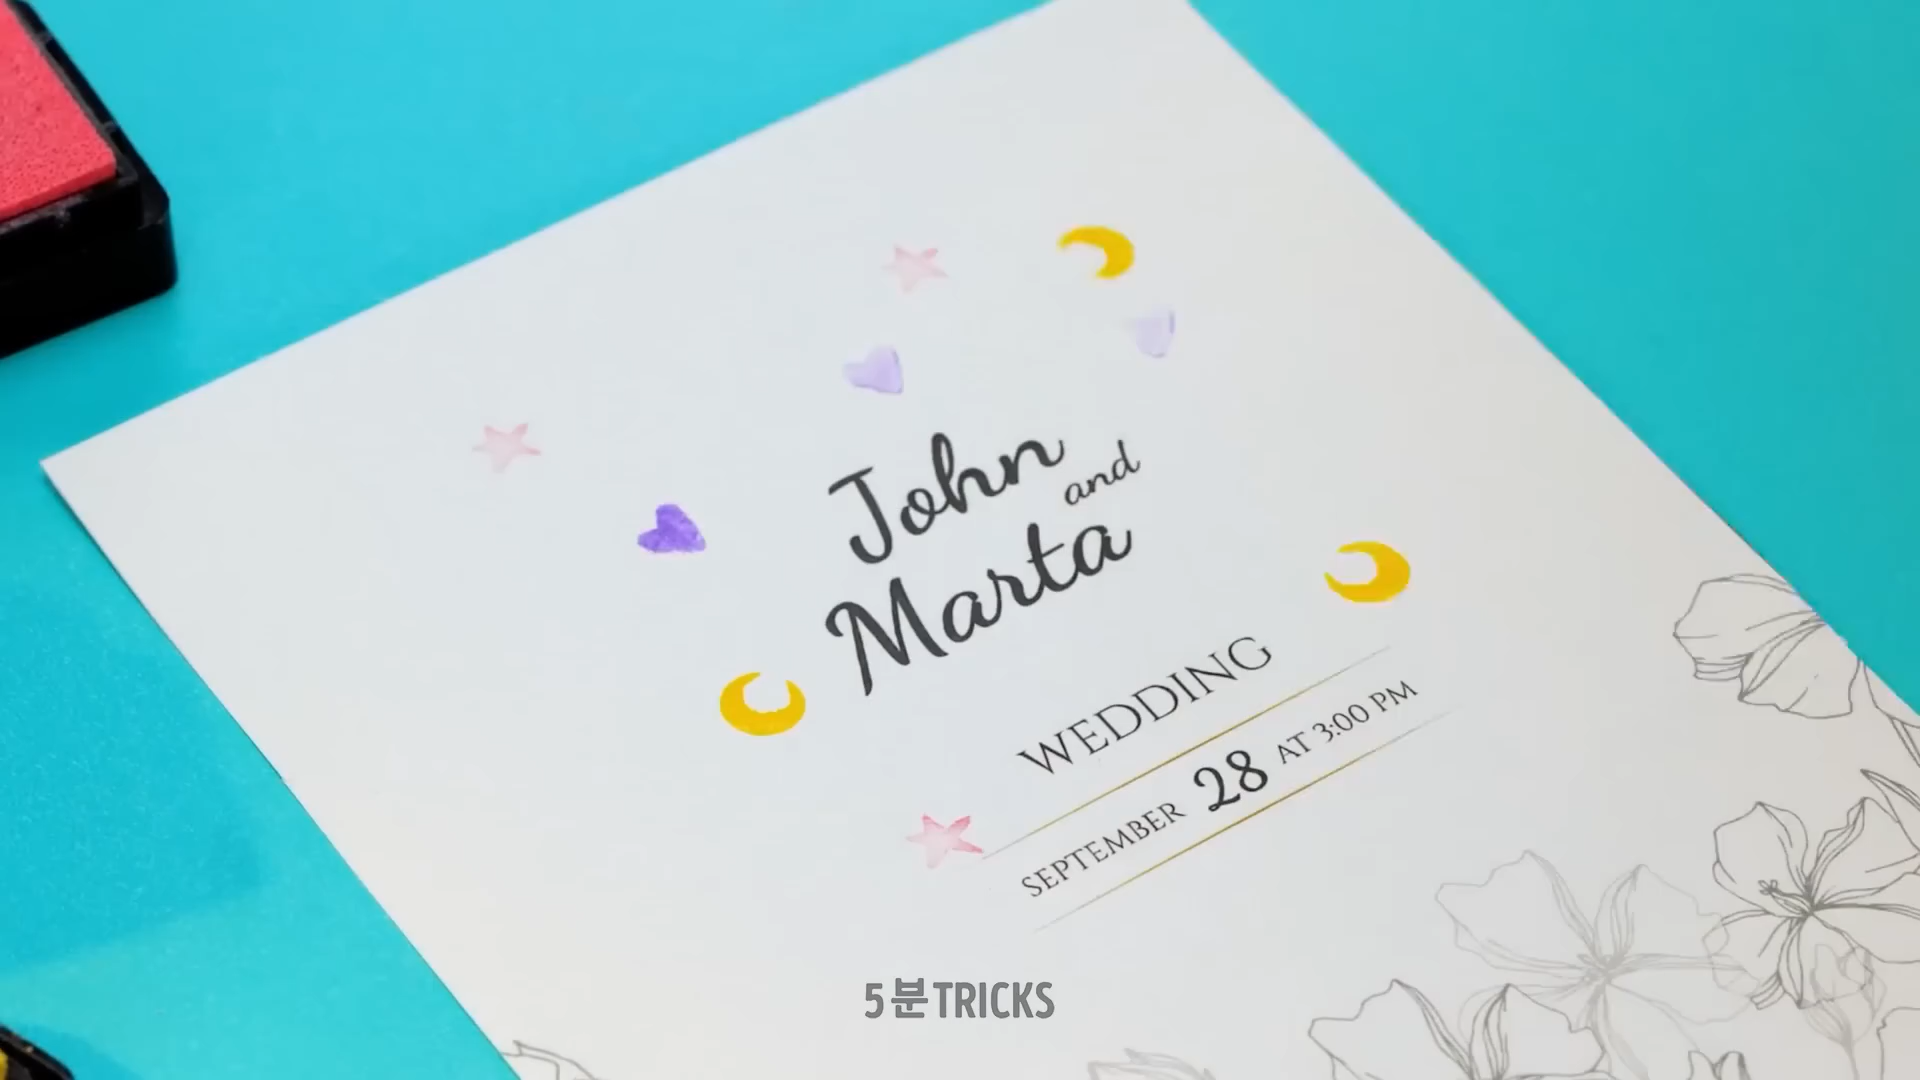 John
and
Marta
WEDDING
SEPTEMBER 28 AT 3:00 PM
5분TRICKS